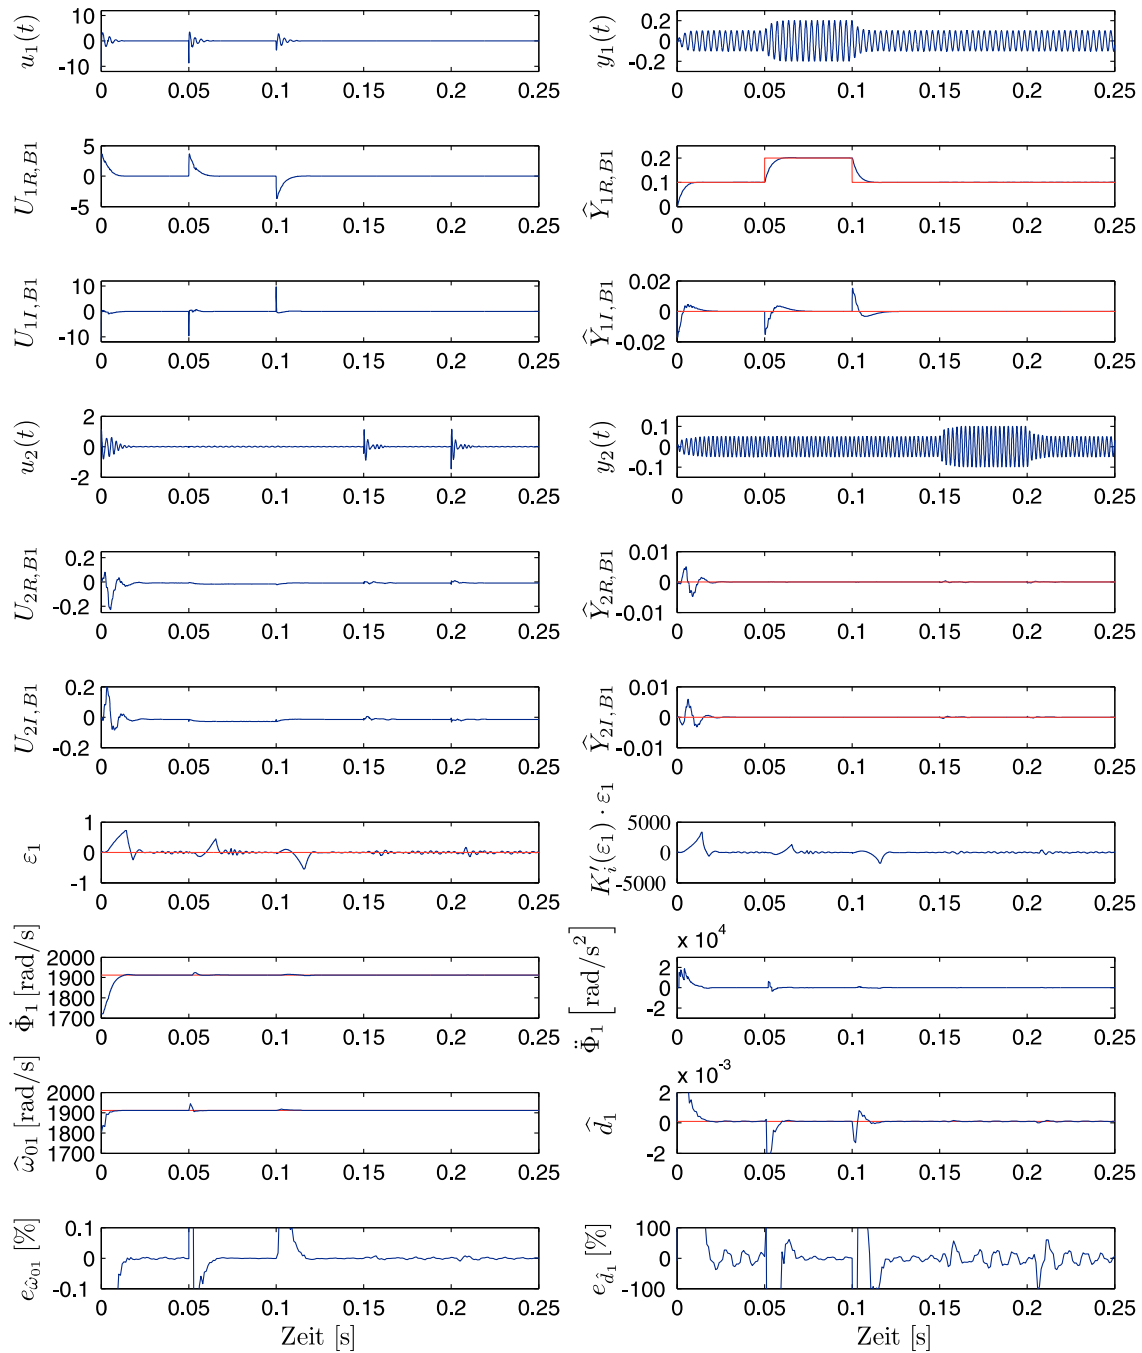 u₁(t)
10
0
-10
0 0.05 0.1 0.15 0.2 0.25
y₁(t)
0.2
0
-0.2
0 0.05 0.1 0.15 0.2 0.25
U₁R,B1
5
0
-5
0 0.05 0.1 0.15 0.2 0.25
Ŷ₁R,B1
0.2
0.1
0
0 0.05 0.1 0.15 0.2 0.25
U₁I,B1
10
0
-10
0 0.05 0.1 0.15 0.2 0.25
Ŷ₁I,B1
0.02
0
-0.02
0 0.05 0.1 0.15 0.2 0.25
u₂(t)
2
0
-2
0 0.05 0.1 0.15 0.2 0.25
y₂(t)
0.1
0
-0.1
0 0.05 0.1 0.15 0.2 0.25
U₂R,B1
0.2
0
-0.2
0 0.05 0.1 0.15 0.2 0.25
Ŷ₂R,B1
0.01
0
-0.01
0 0.05 0.1 0.15 0.2 0.25
U₂I,B1
0.2
0
-0.2
0 0.05 0.1 0.15 0.2 0.25
Ŷ₂I,B1
0.01
0
-0.01
0 0.05 0.1 0.15 0.2 0.25
ε₁
1
0
-1
0 0.05 0.1 0.15 0.2 0.25
K′ᵢ(ε₁) · ε₁
5000
0
-5000
0 0.05 0.1 0.15 0.2 0.25
Φ̇₁ [rad/s]
2000
1900
1800
1700
0 0.05 0.1 0.15 0.2 0.25
Φ̈₁ [rad/s²]
x 10⁴
2
0
-2
0 0.05 0.1 0.15 0.2 0.25
ω̂₀₁ [rad/s]
2000
1900
1800
1700
0 0.05 0.1 0.15 0.2 0.25
d̂₁
x 10⁻³
2
0
-2
0 0.05 0.1 0.15 0.2 0.25
e_ω̂₀₁ [%]
0.1
0
-0.1
0 0.05 0.1 0.15 0.2 0.25
Zeit [s]
e_d̂₁ [%]
100
0
-100
0 0.05 0.1 0.15 0.2 0.25
Zeit [s]